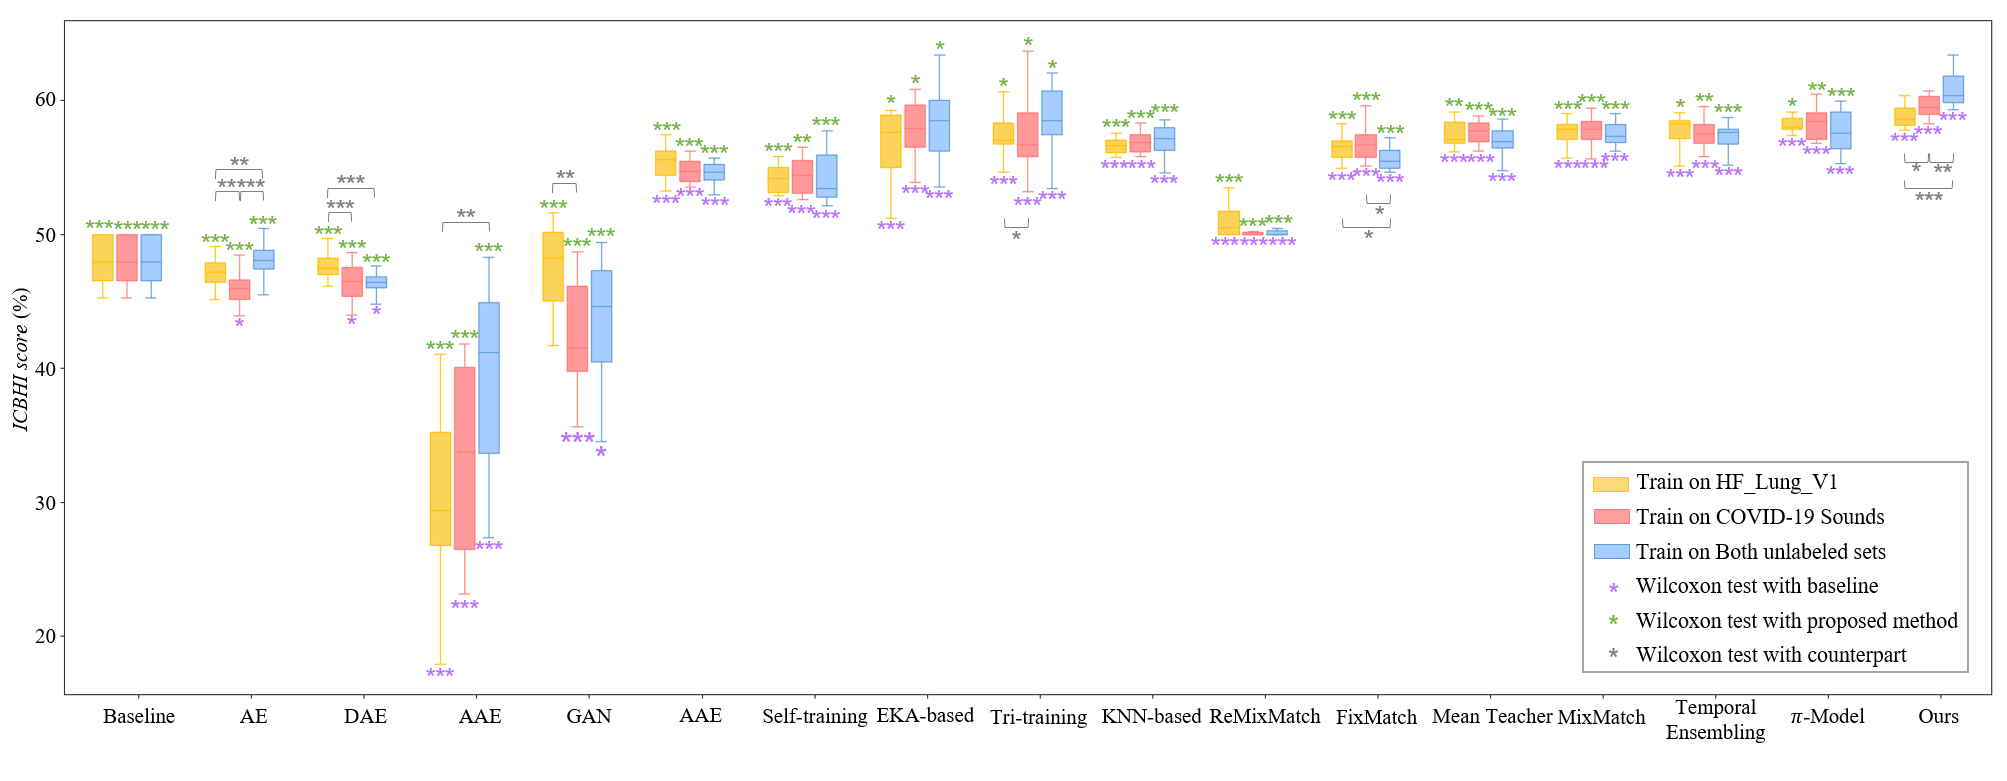 ICBHI score (%)
60
50
40
30
20
Baseline
AE
DAE
AAE
GAN
AAE
Self-training
EKA-based
Tri-training
KNN-based
ReMixMatch
FixMatch
Mean Teacher
MixMatch
Temporal
Ensembling
π-Model
Ours
Train on HF_Lung_V1
Train on COVID-19 Sounds
Train on Both unlabeled sets
* Wilcoxon test with baseline
* Wilcoxon test with proposed method
* Wilcoxon test with counterpart